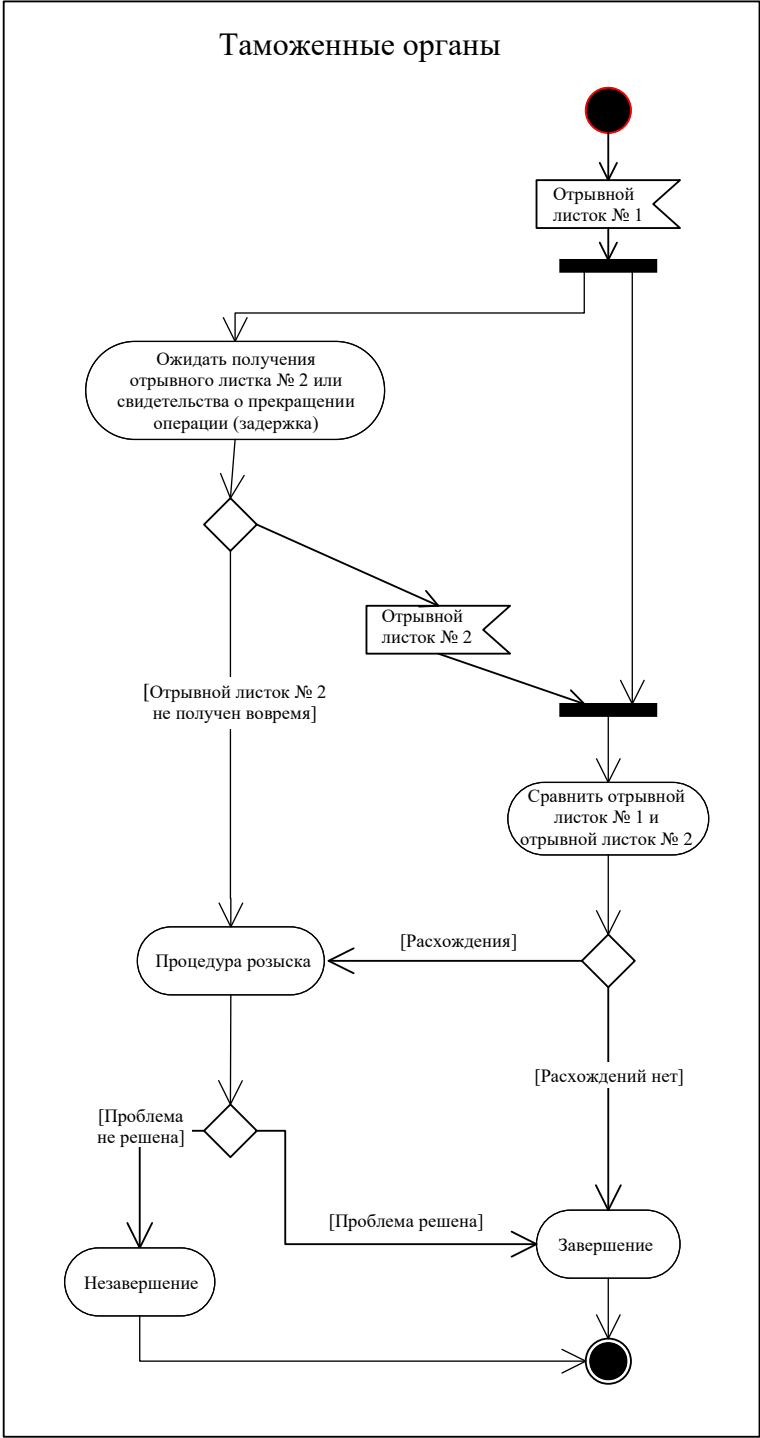 Таможенные органы
Отрывной
листок № 1
Ожидать получения
отрывного листка № 2 или
свидетельства о прекращении
операции (задержка)
Отрывной
листок № 2
[Отрывной листок № 2
не получен вовремя]
Сравнить отрывной
листок № 1 и
отрывной листок № 2
[Расхождения]
Процедура розыска
[Расхождений нет]
[Проблема
не решена]
[Проблема решена]
Завершение
Незавершение